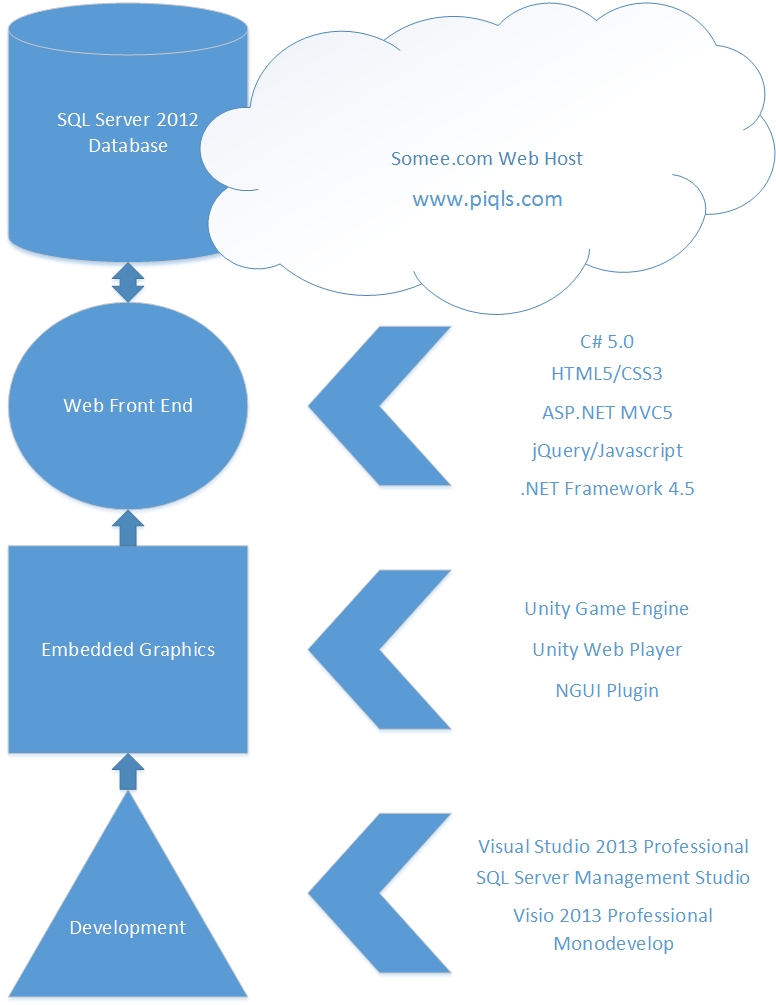 SQL Server 2012
Database
Somee.com Web Host
www.piqls.com
Web Front End
C# 5.0
HTML5/CSS3
ASP.NET MVC5
jQuery/Javascript
.NET Framework 4.5
Embedded Graphics
Unity Game Engine
Unity Web Player
NGUI Plugin
Development
Visual Studio 2013 Professional
SQL Server Management Studio
Visio 2013 Professional
Monodevelop